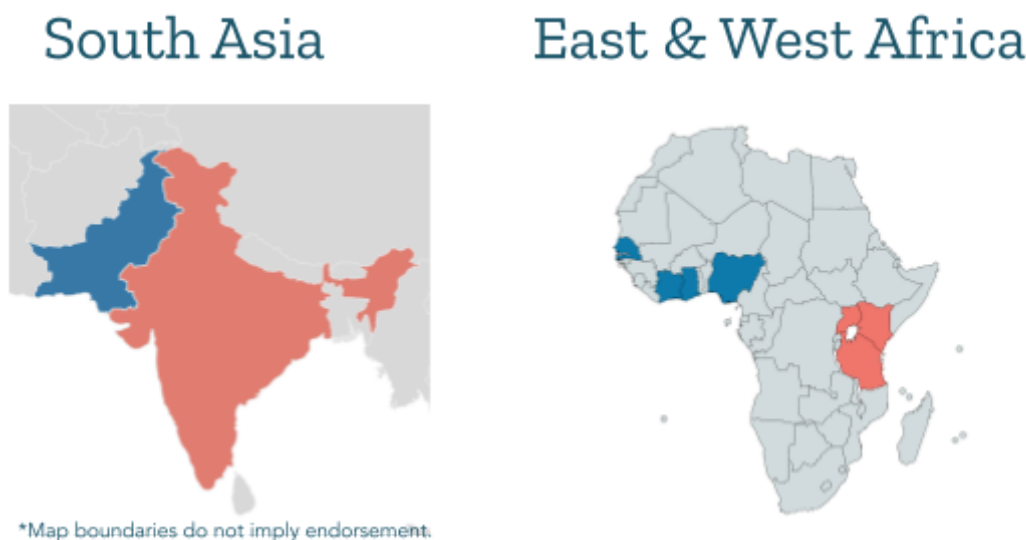 South Asia
East & West Africa
*Map boundaries do not imply endorsement.